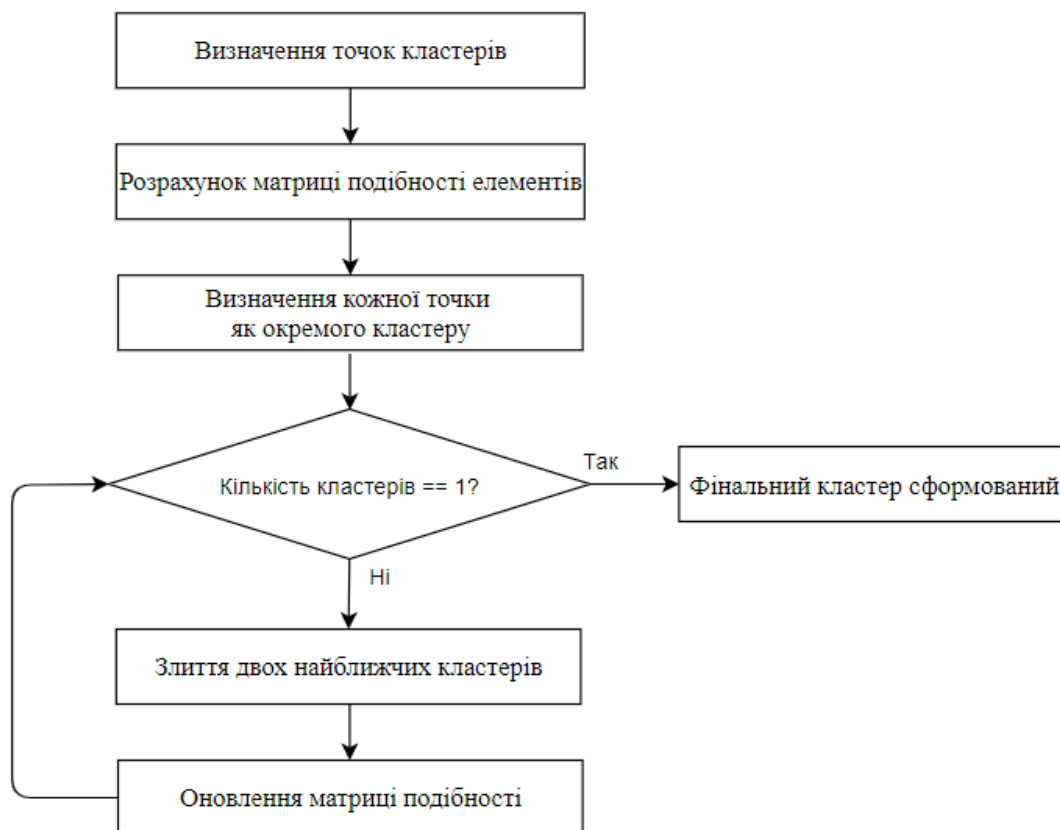 Визначення точок кластерів
Розрахунок матриці подібності елементів
Визначення кожної точки
як окремого кластеру
Кількість кластерів == 1?
Так
Фінальний кластер сформований
Ні
Злиття двох найближчих кластерів
Оновлення матриці подібності